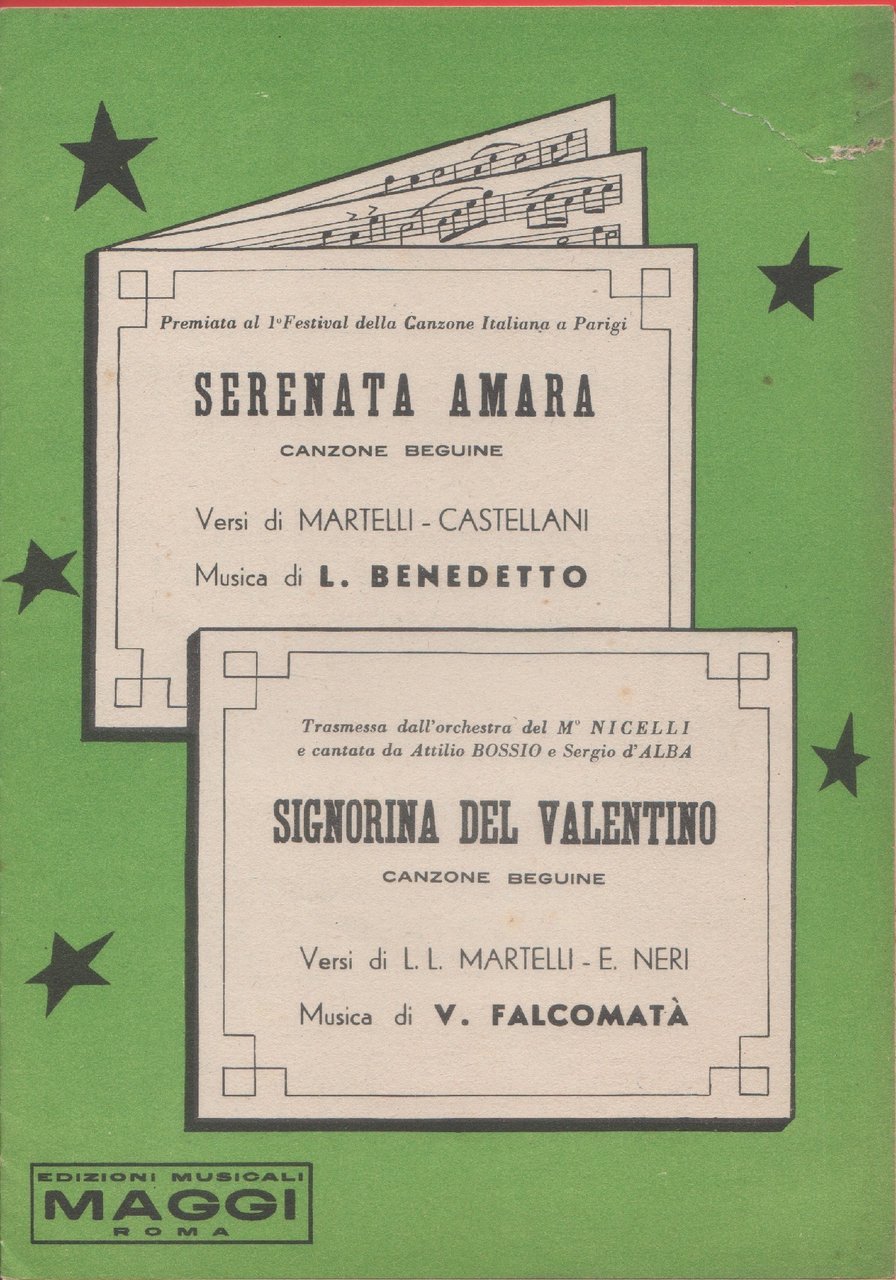 Premiata al 1º Festival della Canzone Italiana a Parigi
SERENATA AMARA
CANZONE BEGUINE
Versi di MARTELLI - CASTELLANI
Musica di L. BENEDETTO
Trasmessa dall'orchestra del Mº NICELLI
e cantata da Attilio BOSSIO e Sergio d'ALBA
SIGNORINA DEL VALENTINO
CANZONE BEGUINE
Versi di L. L. MARTELLI - E. NERI
Musica di V. FALCOMATÀ
EDIZIONI MUSICALI
MAGGI
ROMA